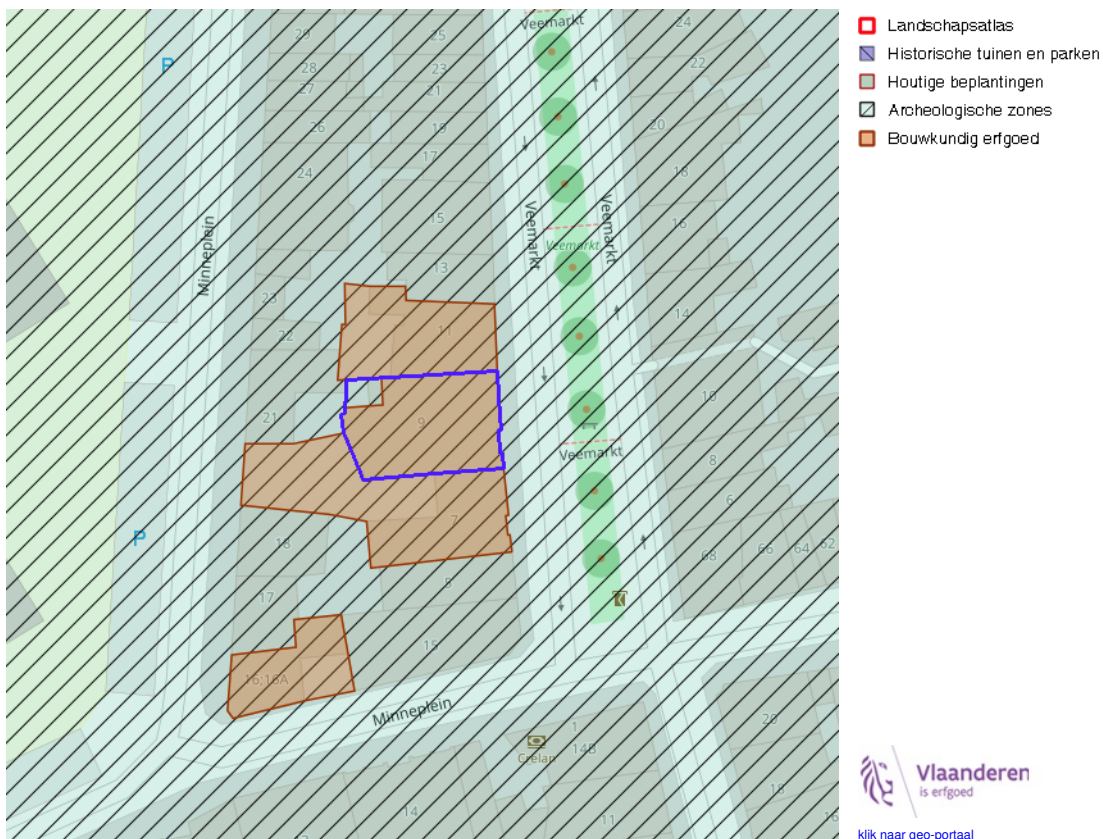 Veemarkt
29
25
24
28
23
22
27
21
P
26
19
20
17
24
18
15
16
Minneplein
Veemarkt
Veemarkt
Veemarkt
13
23
14
22
11
21
9
10
Veemarkt
8
7
6
P
18
68
66
64
62
5
17
15
16;16A
Minneplein
1
14B
Crelan
20
18
14
11
16
13
Landschapsatlas
Historische tuinen en parken
Houtige beplantingen
Archeologische zones
Bouwkundig erfgoed
Vlaanderen
is erfgoed
klik naar geo-portaal